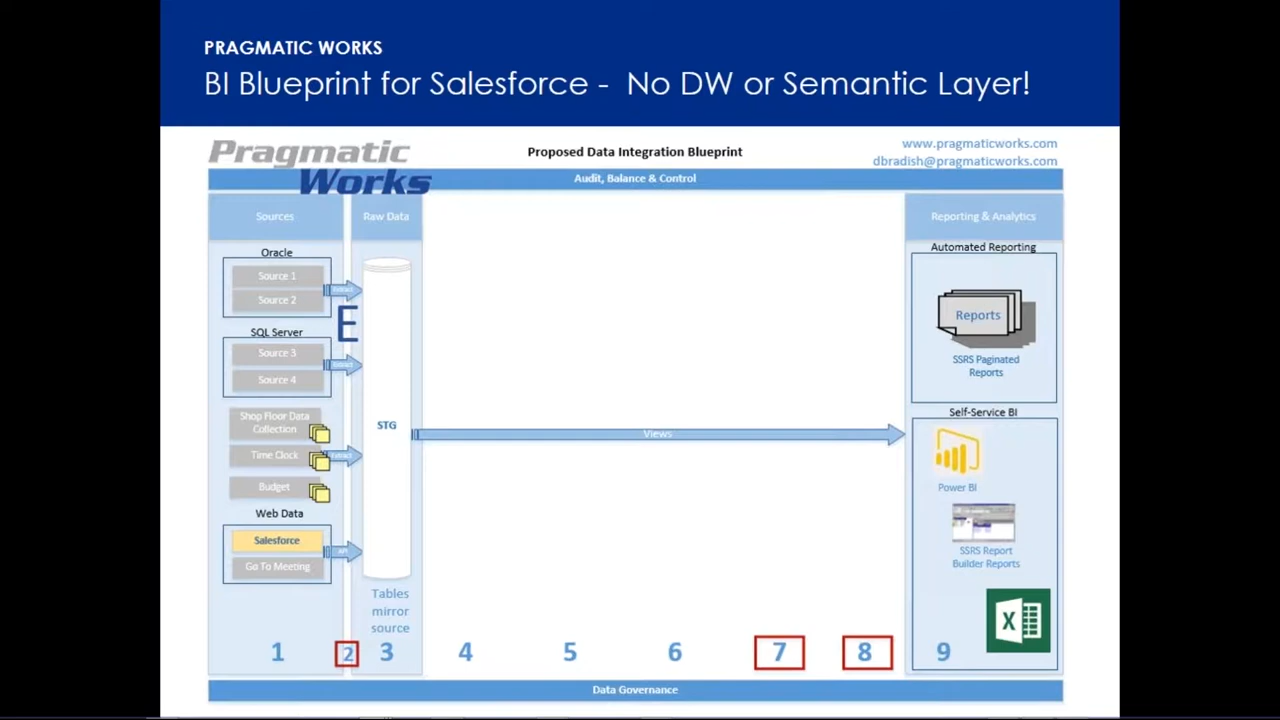 PRAGMATIC WORKS
BI Blueprint for Salesforce - No DW or Semantic Layer!
Pragmatic
Works
Proposed Data Integration Blueprint
www.pragmaticworks.com
dbradish@pragmaticworks.com
Audit, Balance & Control
Sources
Raw Data
Reporting & Analytics
Oracle
Source 1
Source 2
Extract
E
SQL Server
Source 3
Source 4
Extract
Shop Floor Data
Collection
Time Clock
Extract
Budget
Web Data
Salesforce
API
Go To Meeting
STG
Tables
mirror
source
Views
Automated Reporting
Reports
SSRS Paginated
Reports
Self-Service BI
Power BI
SSRS Report
Builder Reports
X
1
2
3
4
5
6
7
8
9
Data Governance